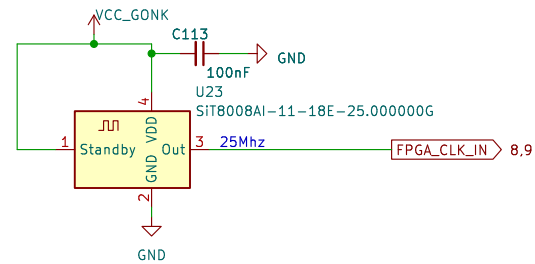 VCC_GONK
C113
GND
100nF
U23
SiT8008AI-11-18E-25.000000G
4
VDD
1
Standby
Out
3
25Mhz
FPGA_CLK_IN
8,9
GND
2
GND